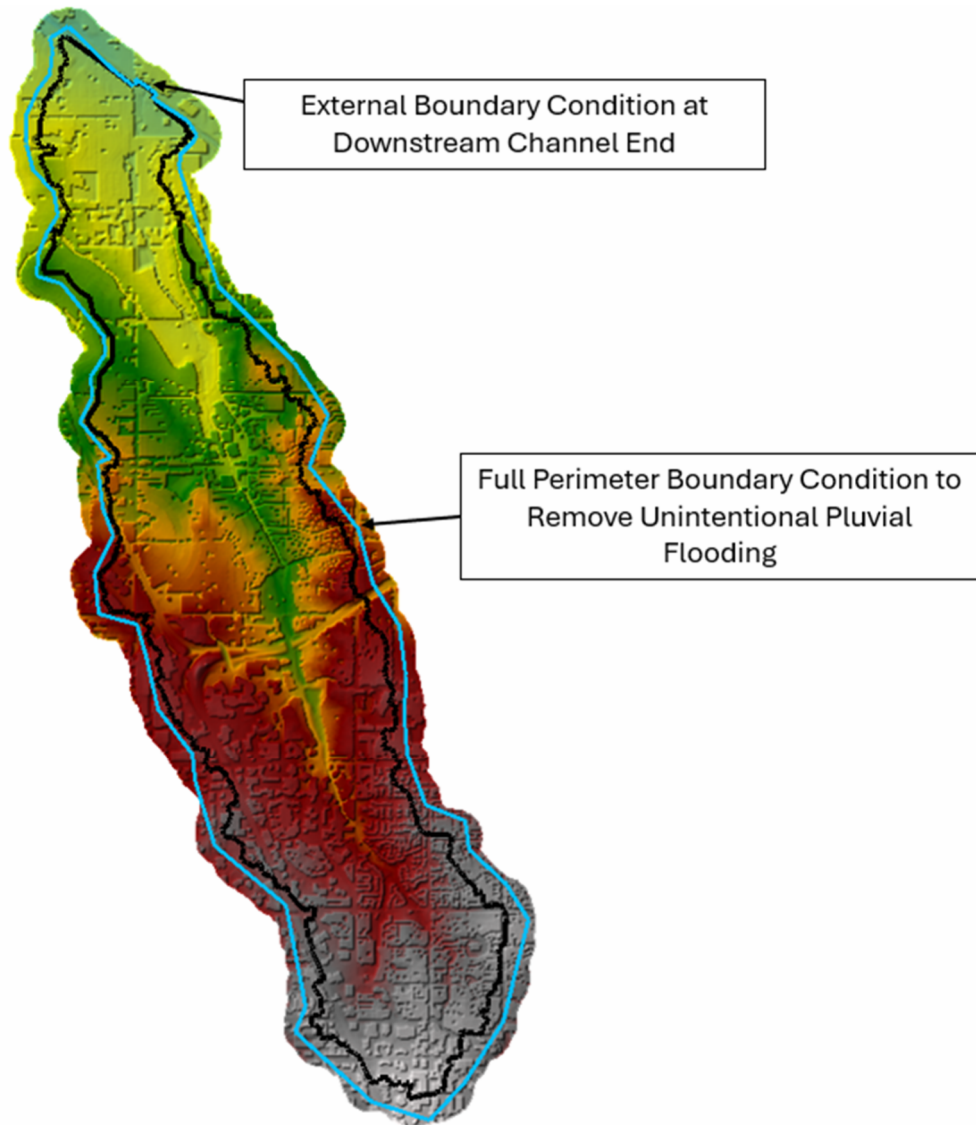 External Boundary Condition at
Downstream Channel End
Full Perimeter Boundary Condition to
Remove Unintentional Pluvial
Flooding